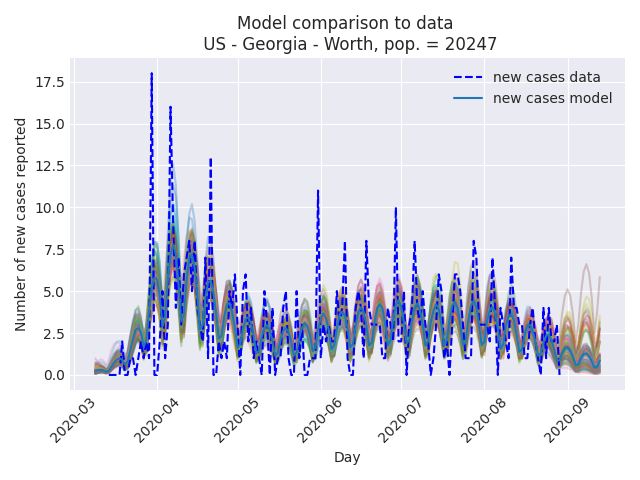 Model comparison to data
US - Georgia - Worth, pop. = 20247
new cases data
new cases model
Number of new cases reported
17.5
15.0
12.5
10.0
7.5
5.0
2.5
0.0
2020-03
2020-04
2020-05
2020-06
2020-07
2020-08
2020-09
Day